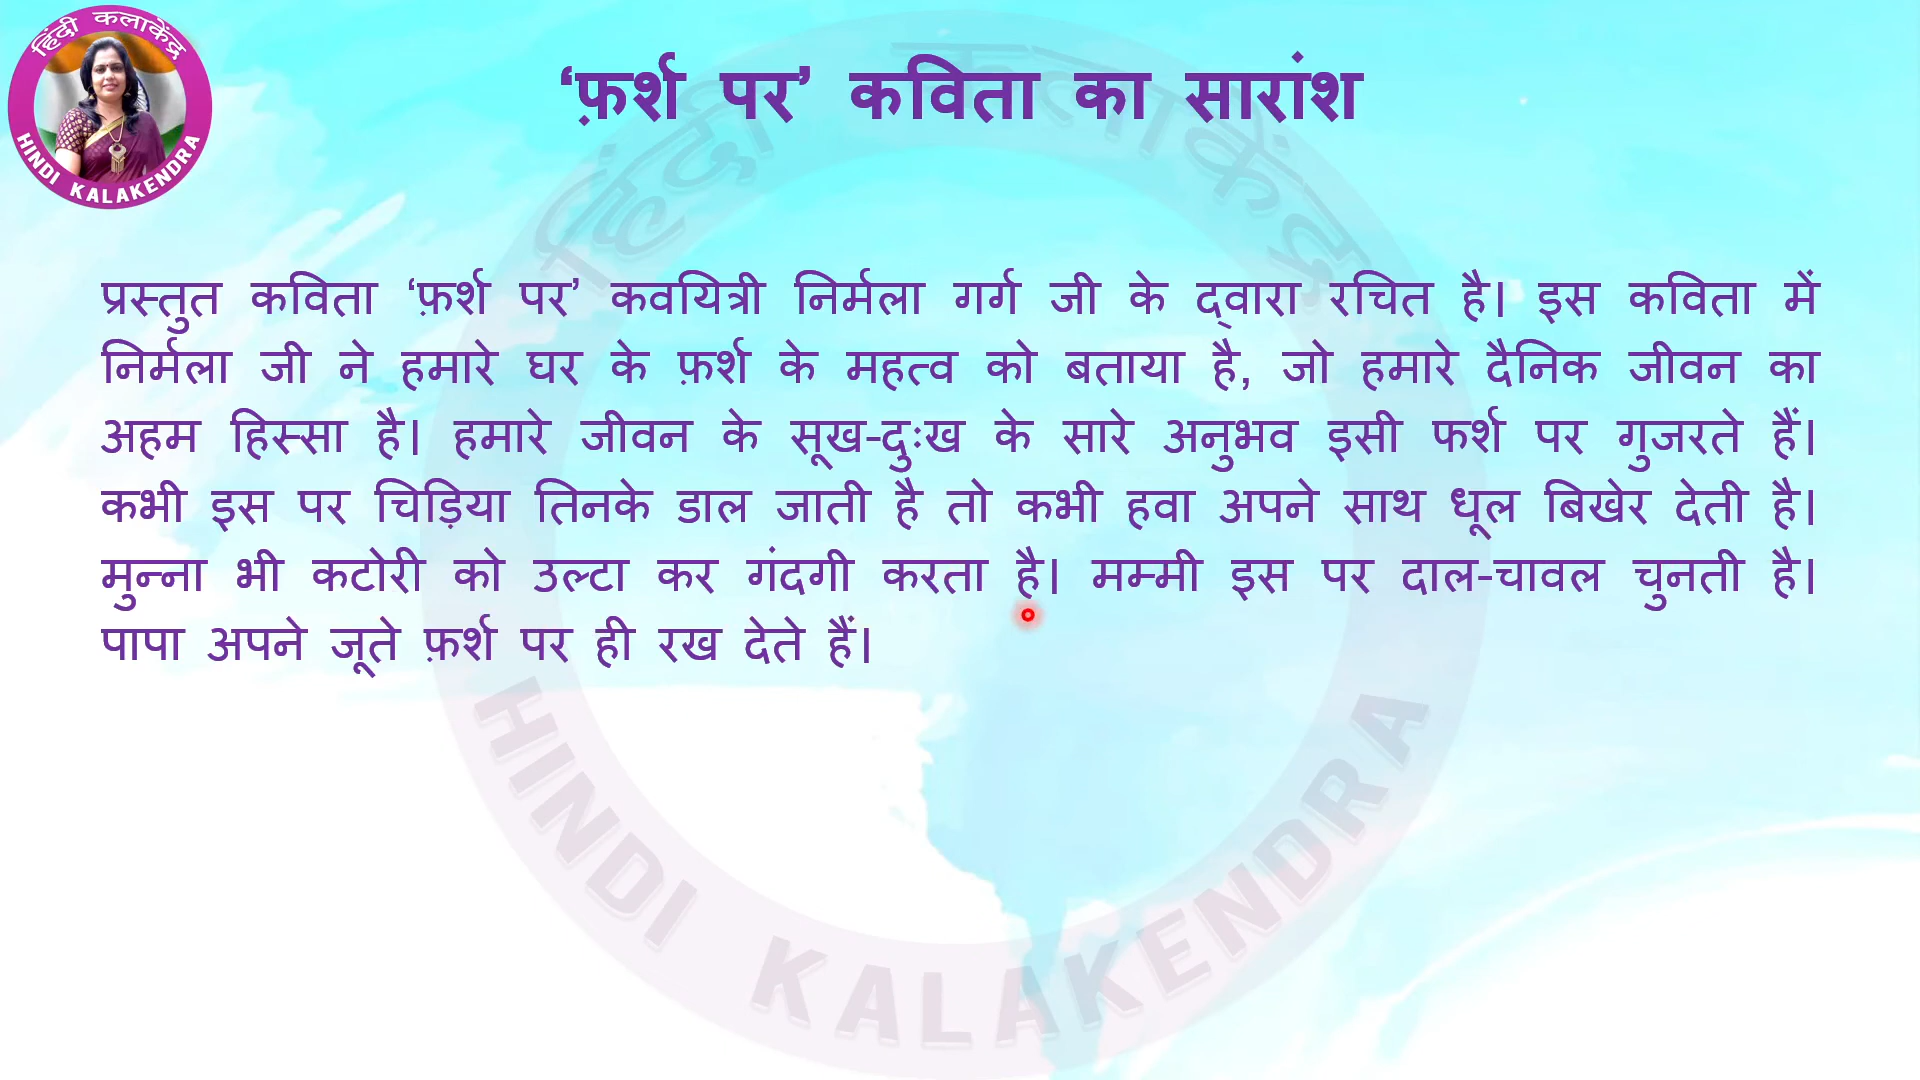 हिंदी कलाकेंद्र
HINDI KALAKENDRA
‘फ़र्श पर’ कविता का सारांश
प्रस्तुत कविता ‘फ़र्श पर’ कवयित्री निर्मला गर्ग जी के द्‌वारा रचित है। इस कविता में
निर्मला जी ने हमारे घर के फ़र्श के महत्व को बताया है, जो हमारे दैनिक जीवन का
अहम हिस्सा है। हमारे जीवन के सूख-दुःख के सारे अनुभव इसी फर्श पर गुजरते हैं।
कभी इस पर चिड़िया तिनके डाल जाती है तो कभी हवा अपने साथ धूल बिखेर देती है।
मुन्ना भी कटोरी को उल्टा कर गंदगी करता है। मम्मी इस पर दाल-चावल चुनती है।
पापा अपने जूते फ़र्श पर ही रख देते हैं।
हिंदी कलाकेंद्र
HINDI KALAKENDRA